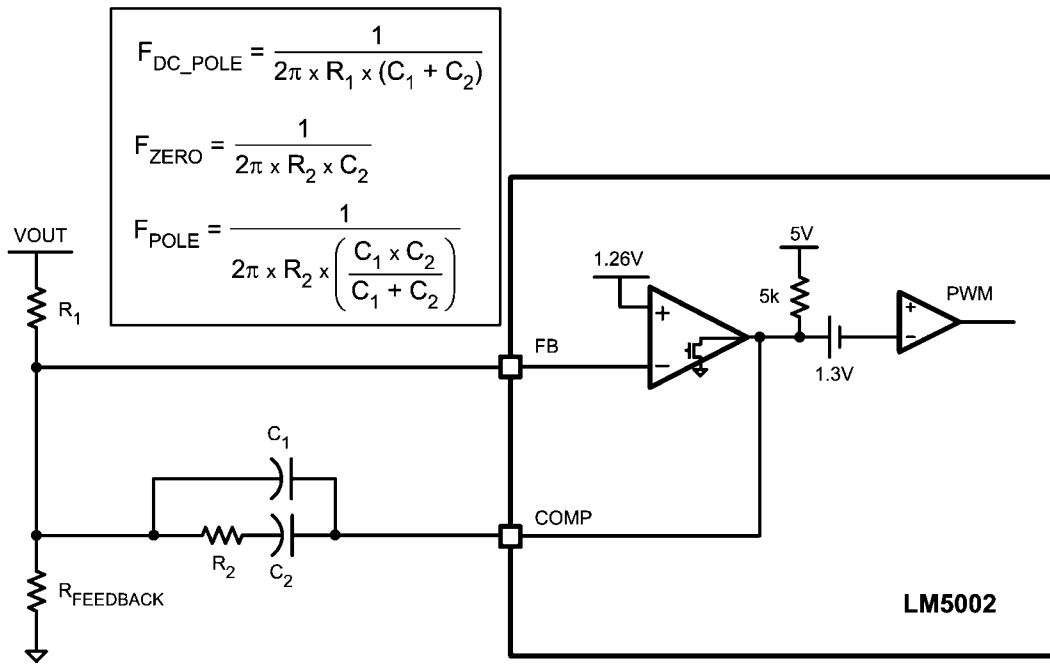 F_DC_POLE = 1 / (2π x R₁ x (C₁ + C₂))
F_ZERO = 1 / (2π x R₂ x C₂)
F_POLE = 1 / (2π x R₂ x ((C₁ x C₂) / (C₁ + C₂)))
VOUT
R₁
1.26V
5V
5k
PWM
+
−
+
−
1.3V
FB
C₁
R₂
C₂
COMP
R_FEEDBACK
LM5002